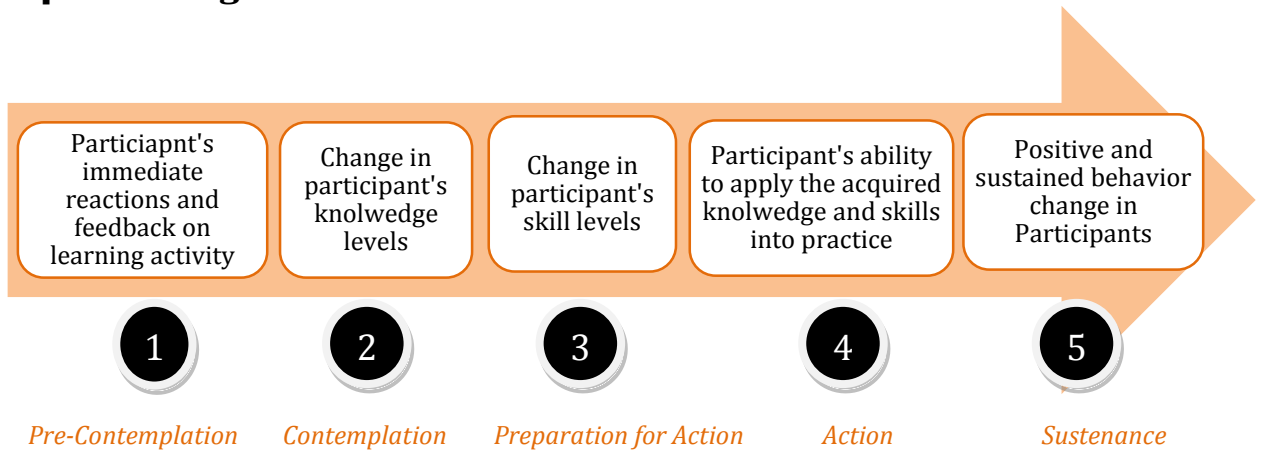 Particiapnt's
immediate
reactions and
feedback on
learning activity
Change in
participant's
knolwedge
levels
Change in
participant's
skill levels
Participant's ability
to apply the acquired
knolwedge and skills
into practice
Positive and
sustained behavior
change in
Participants
1
2
3
4
5
Pre-Contemplation
Contemplation
Preparation for Action
Action
Sustenance